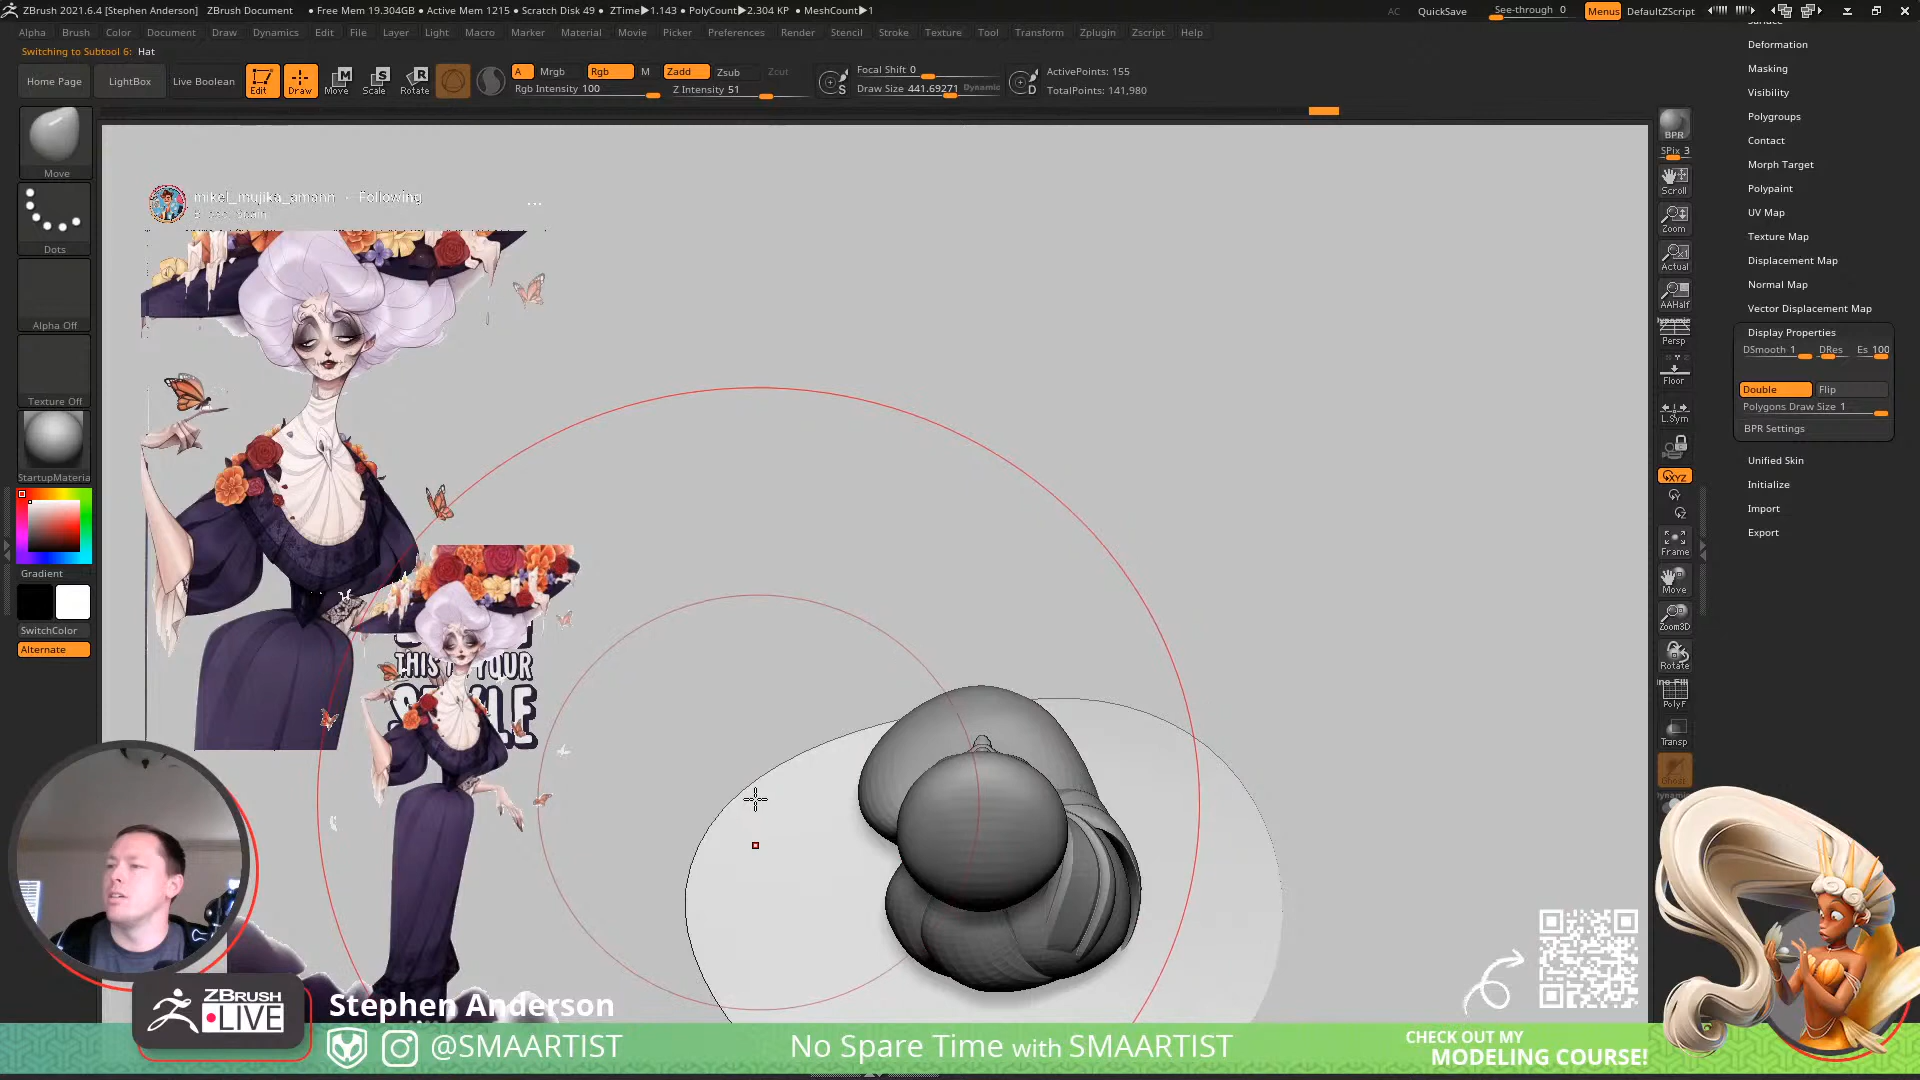 ZBrush 2021.6.4 [Stephen Anderson]   ZBrush Document   ● Free Mem 19.304GB ● Active Mem 1215 ● Scratch Disk 49 ● ZTime▶1.143 ● PolyCount▶2.304 KP ● MeshCount▶1   AC   QuickSave   See-through 0   Menus   DefaultZScript
Alpha Brush Color Document Draw Dynamics Edit File Layer Light Macro Marker Material Movie Picker Preferences Render Stencil Stroke Texture Tool Transform Zplugin Zscript Help
Switching to Subtool 6: Hat
Home Page LightBox Live Boolean Edit Draw Move Scale Rotate
A Mrgb Rgb M Zadd Zsub Zcut
Rgb Intensity 100 Z Intensity 51
Focal Shift 0
Draw Size 441.69271 Dynamic
ActivePoints: 155
TotalPoints: 141,980
Move
Dots
Alpha Off
Texture Off
StartupMateria
Gradient
SwitchColor
Alternate
mikel_mujika_amann · Following
THIS
YOUR
BPR
SPix 3
Scroll
Zoom
Actual
AAHalf
Dynamic
Persp
Floor
L.Sym
XYZ
Frame
Move
Zoom3D
Rotate
PolyF
Transp
Ghost
Deformation
Masking
Visibility
Polygroups
Contact
Morph Target
Polypaint
UV Map
Texture Map
Displacement Map
Normal Map
Vector Displacement Map
Display Properties
DSmooth 1 DRes Es 100
Double Flip
Polygons Draw Size 1
BPR Settings
Unified Skin
Initialize
Import
Export
ZBRUSH
LIVE
Stephen Anderson
@SMAARTIST
No Spare Time with SMAARTIST
CHECK OUT MY
MODELING COURSE!